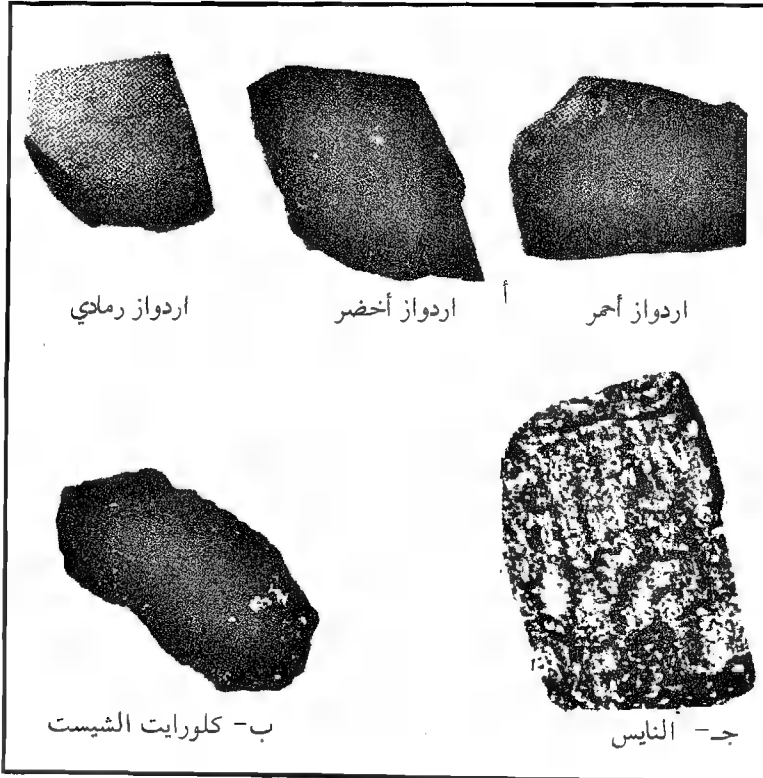 اردواز أحمر
أ
اردواز أخضر
اردواز رمادي
جـ- النايس
ب- كلورايت الشيست